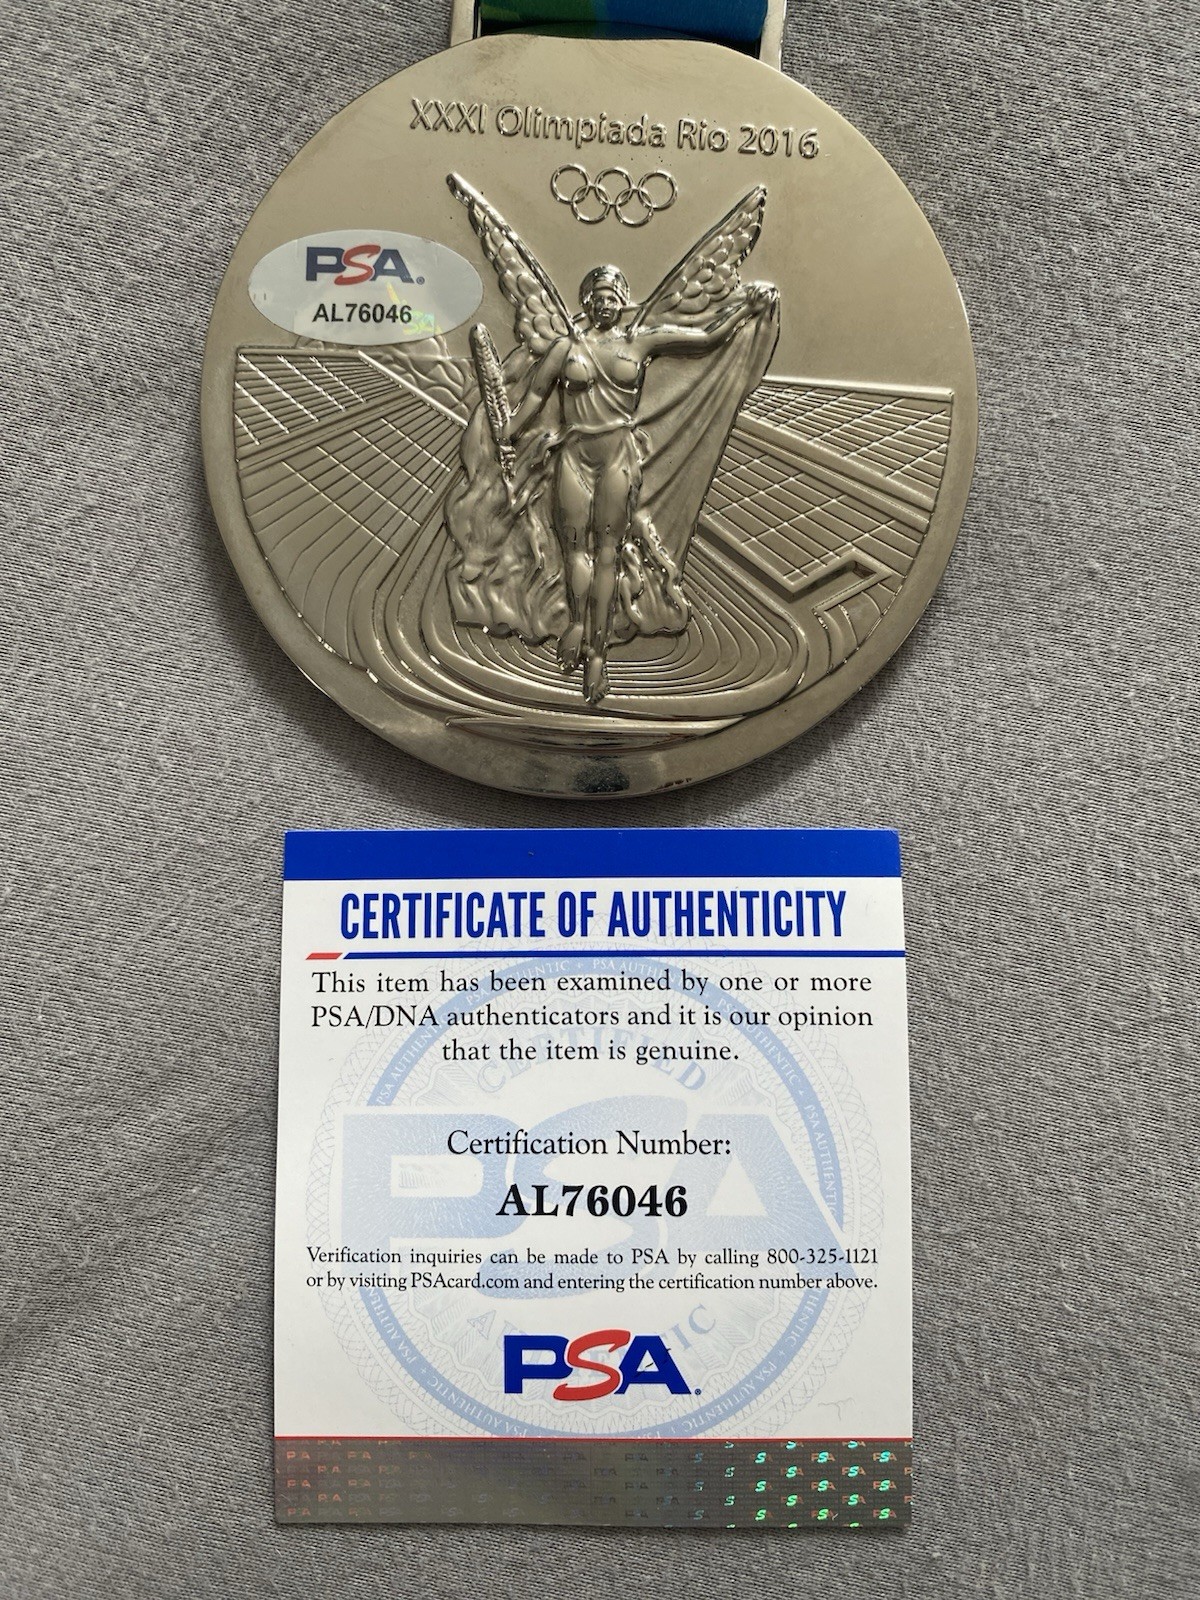 XXXI Olimpiada Rio 2016
PSA
AL76046
CERTIFICATE OF AUTHENTICITY
This item has been examined by one or more
PSA/DNA authenticators and it is our opinion
that the item is genuine.
CERTIFIED
Certification Number:
AL76046
Verification inquiries can be made to PSA by calling 800-325-1121
or by visiting PSAcard.com and entering the certification number above.
PSA